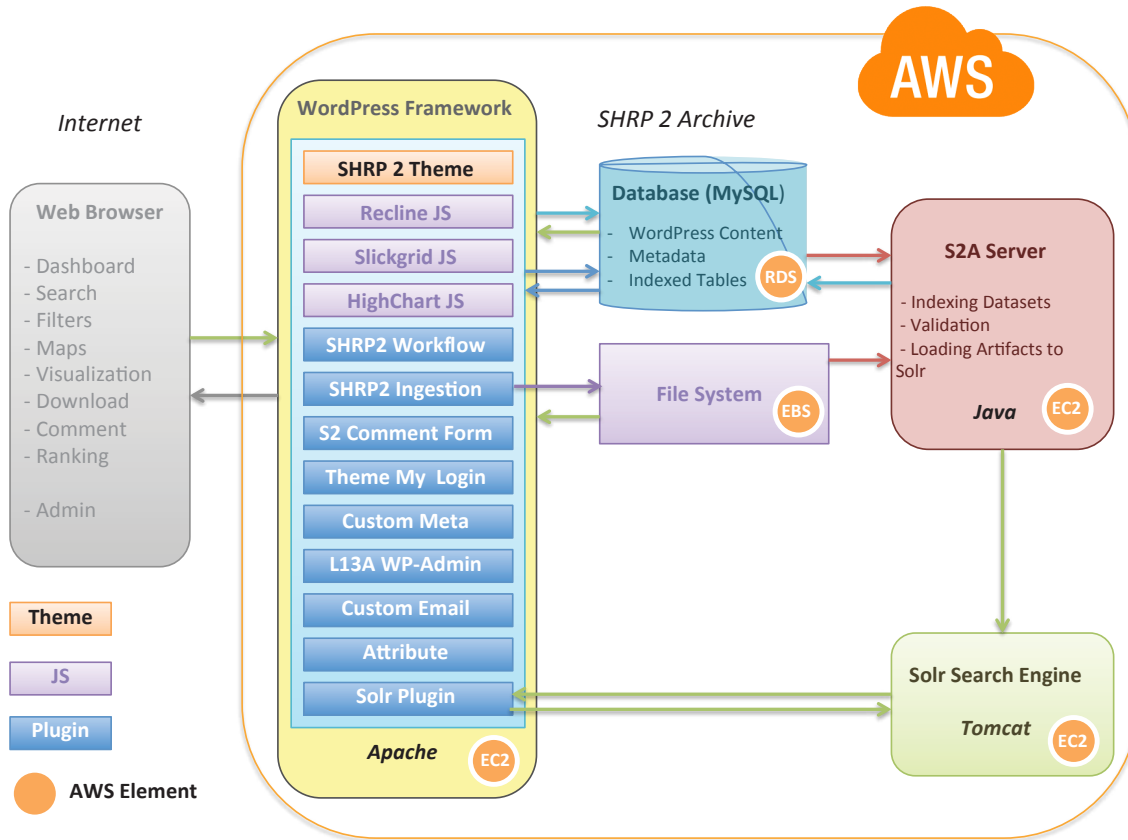 AWS
Internet
Web Browser
- Dashboard
- Search
- Filters
- Maps
- Visualization
- Download
- Comment
- Ranking
- Admin
Theme
JS
Plugin
AWS Element
WordPress Framework
SHRP 2 Theme
Recline JS
Slickgrid JS
HighChart JS
SHRP2 Workflow
SHRP2 Ingestion
S2 Comment Form
Theme My Login
Custom Meta
L13A WP-Admin
Custom Email
Attribute
Solr Plugin
Apache
EC2
SHRP 2 Archive
Database (MySQL)
- WordPress Content
- Metadata
- Indexed Tables
RDS
File System
EBS
S2A Server
- Indexing Datasets
- Validation
- Loading Artifacts to
Solr
Java
EC2
Solr Search Engine
Tomcat
EC2